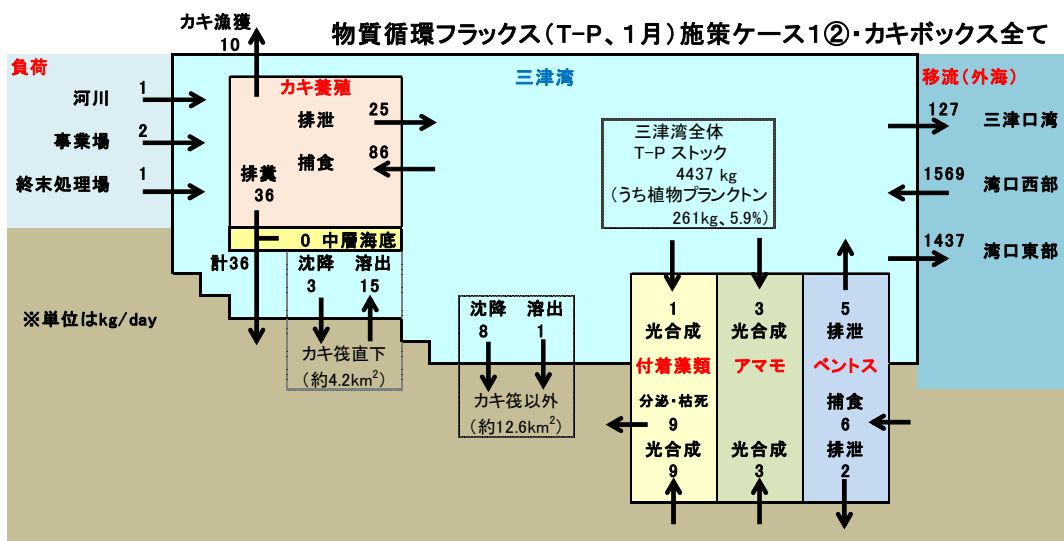 カキ漁獲
10
物質循環フラックス(T-P、1月)施策ケース1②・カキボックス全て
負荷
河川
1
事業場
2
終末処理場
1
カキ養殖
排泄
25
捕食
86
排糞
36
0 中層海底
計36
沈降
3
溶出
15
カキ筏直下
(約4.2km²)
※単位はkg/day
三津湾
三津湾全体
T-P ストック
4437 kg
(うち植物プランクトン
261kg、5.9%)
沈降
8
溶出
1
カキ筏以外
(約12.6km²)
1
光合成
付着藻類
分泌・枯死
9
光合成
9
3
光合成
アマモ
光合成
3
5
排泄
ベントス
捕食
6
排泄
2
移流(外海)
127
三津口湾
1569
湾口西部
1437
湾口東部